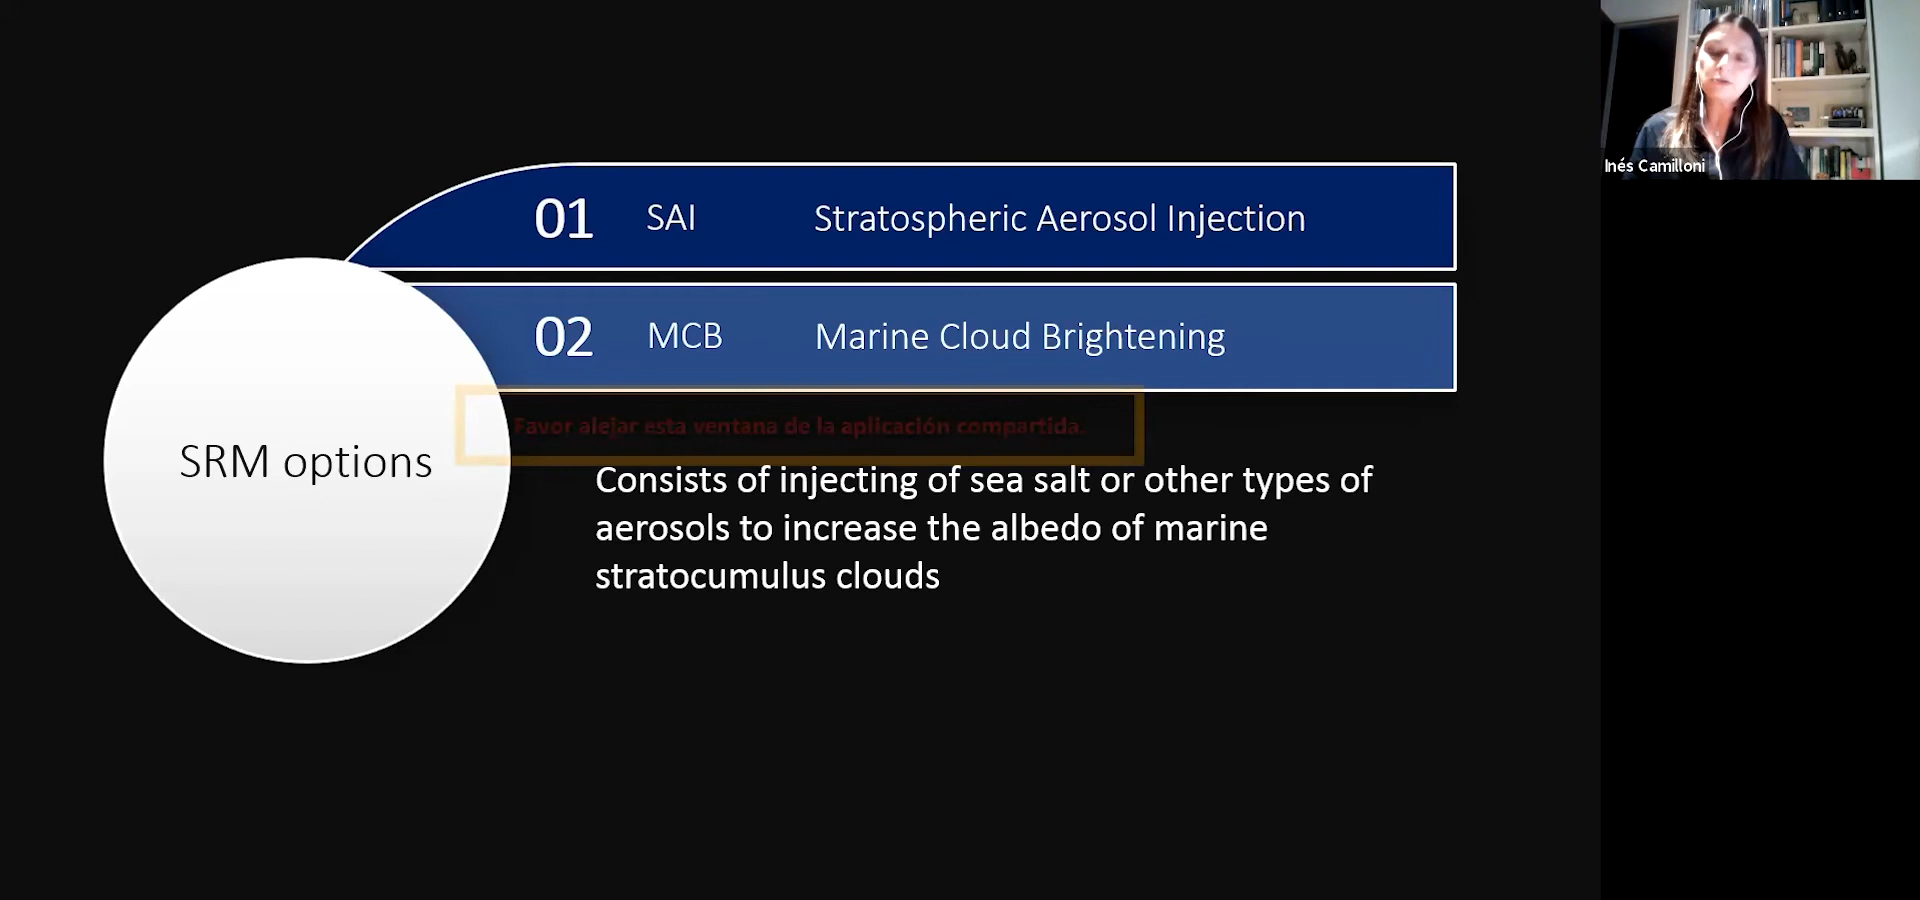 01 SAI Stratospheric Aerosol Injection
02 MCB Marine Cloud Brightening
SRM options
Favor alejar esta ventana de la aplicación compartida.
Consists of injecting of sea salt or other types of
aerosols to increase the albedo of marine
stratocumulus clouds
Inés Camilloni